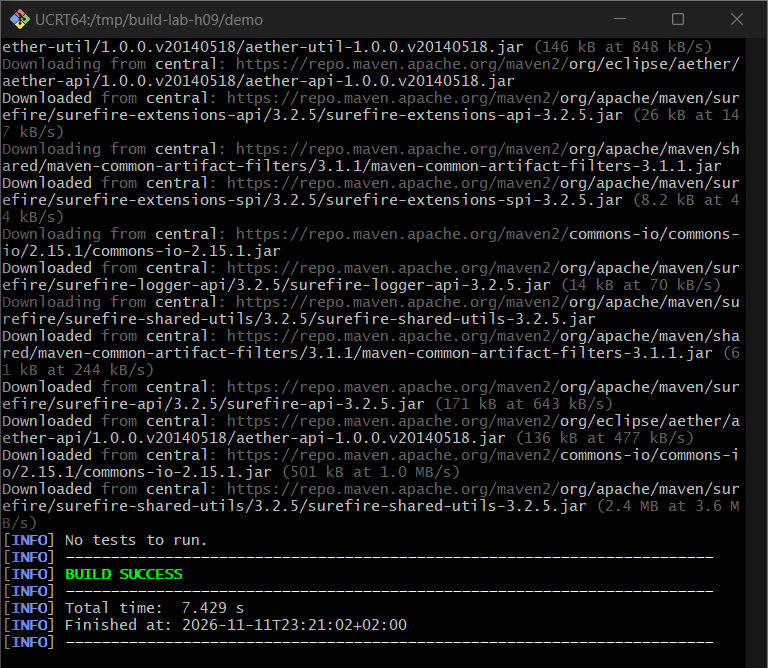 UCRT64:/tmp/build-lab-h09/demo
ether-util/1.0.0.v20140518/aether-util-1.0.0.v20140518.jar (146 kB at 848 kB/s)
Downloading from central: https://repo.maven.apache.org/maven2/org/eclipse/aether/
aether-api/1.0.0.v20140518/aether-api-1.0.0.v20140518.jar
Downloaded from central: https://repo.maven.apache.org/maven2/org/apache/maven/sur
efire/surefire-extensions-api/3.2.5/surefire-extensions-api-3.2.5.jar (26 kB at 14
7 kB/s)
Downloading from central: https://repo.maven.apache.org/maven2/org/apache/maven/sh
ared/maven-common-artifact-filters/3.1.1/maven-common-artifact-filters-3.1.1.jar
Downloaded from central: https://repo.maven.apache.org/maven2/org/apache/maven/sur
efire/surefire-extensions-spi/3.2.5/surefire-extensions-spi-3.2.5.jar (8.2 kB at 4
4 kB/s)
Downloading from central: https://repo.maven.apache.org/maven2/commons-io/commons-
io/2.15.1/commons-io-2.15.1.jar
Downloaded from central: https://repo.maven.apache.org/maven2/org/apache/maven/sur
efire/surefire-logger-api/3.2.5/surefire-logger-api-3.2.5.jar (14 kB at 70 kB/s)
Downloading from central: https://repo.maven.apache.org/maven2/org/apache/maven/su
refire/surefire-shared-utils/3.2.5/surefire-shared-utils-3.2.5.jar
Downloaded from central: https://repo.maven.apache.org/maven2/org/apache/maven/sha
red/maven-common-artifact-filters/3.1.1/maven-common-artifact-filters-3.1.1.jar (6
1 kB at 244 kB/s)
Downloaded from central: https://repo.maven.apache.org/maven2/org/apache/maven/sur
efire/surefire-api/3.2.5/surefire-api-3.2.5.jar (171 kB at 643 kB/s)
Downloaded from central: https://repo.maven.apache.org/maven2/org/eclipse/aether/a
ether-api/1.0.0.v20140518/aether-api-1.0.0.v20140518.jar (136 kB at 477 kB/s)
Downloaded from central: https://repo.maven.apache.org/maven2/commons-io/commons-i
o/2.15.1/commons-io-2.15.1.jar (501 kB at 1.0 MB/s)
Downloaded from central: https://repo.maven.apache.org/maven2/org/apache/maven/sur
efire/surefire-shared-utils/3.2.5/surefire-shared-utils-3.2.5.jar (2.4 MB at 3.6 M
B/s)
[INFO] No tests to run.
[INFO] ------------------------------------------------------------------------
[INFO] BUILD SUCCESS
[INFO] ------------------------------------------------------------------------
[INFO] Total time:  7.429 s
[INFO] Finished at: 2026-11-11T23:21:02+02:00
[INFO] ------------------------------------------------------------------------